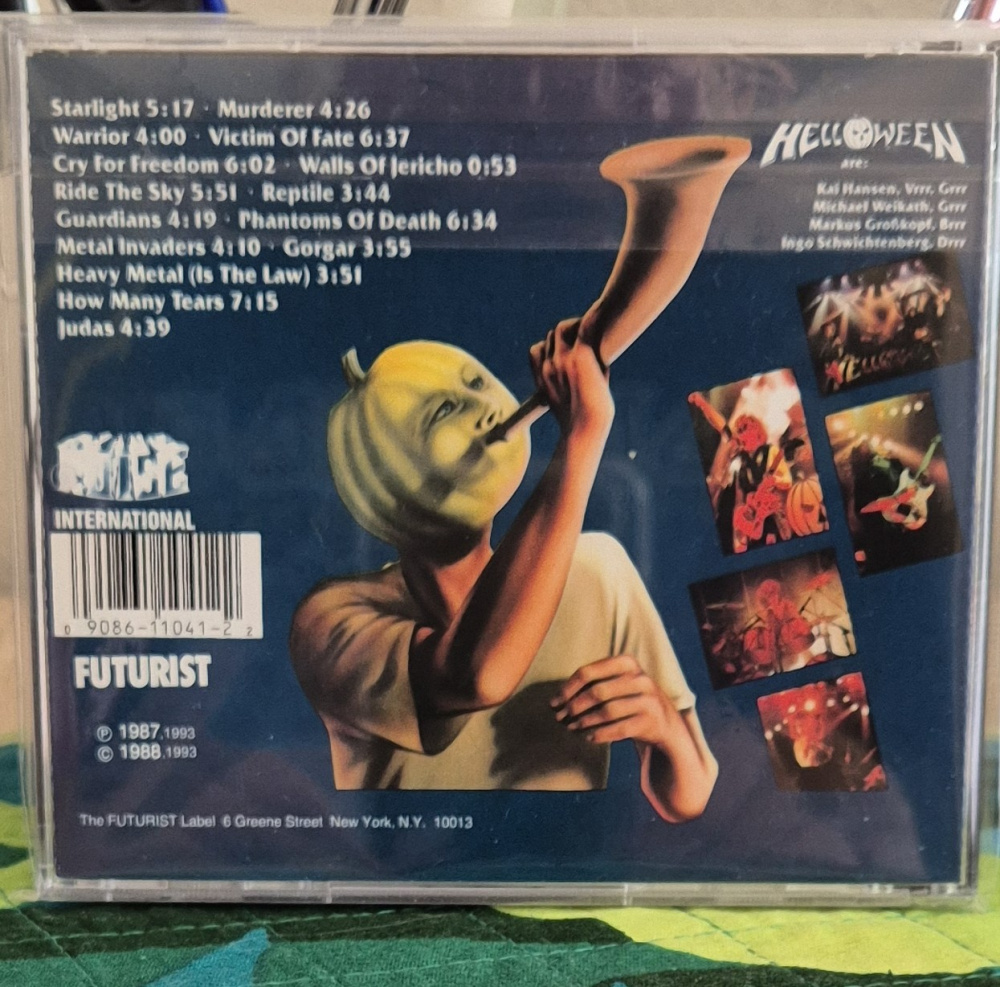 Starlight 5:17 · Murderer 4:26
Warrior 4:00 · Victim Of Fate 6:37
Cry For Freedom 6:02 · Walls Of Jericho 0:53
Ride The Sky 5:51 · Reptile 3:44
Guardians 4:19 · Phantoms Of Death 6:34
Metal Invaders 4:10 · Gorgar 3:55
Heavy Metal (Is The Law) 3:51
How Many Tears 7:15
Judas 4:39
HELLOWEEN
are:
Kai Hansen, Vrrr, Grrr
Michael Weikath, Grrr
Markus Großkopf, Brrr
Ingo Schwichtenberg, Drrr
NOISE
INTERNATIONAL
0 9086-11041-2 2
FUTURIST
℗ 1987,1993
© 1988,1993
The FUTURIST Label 6 Greene Street New York, N.Y. 10013